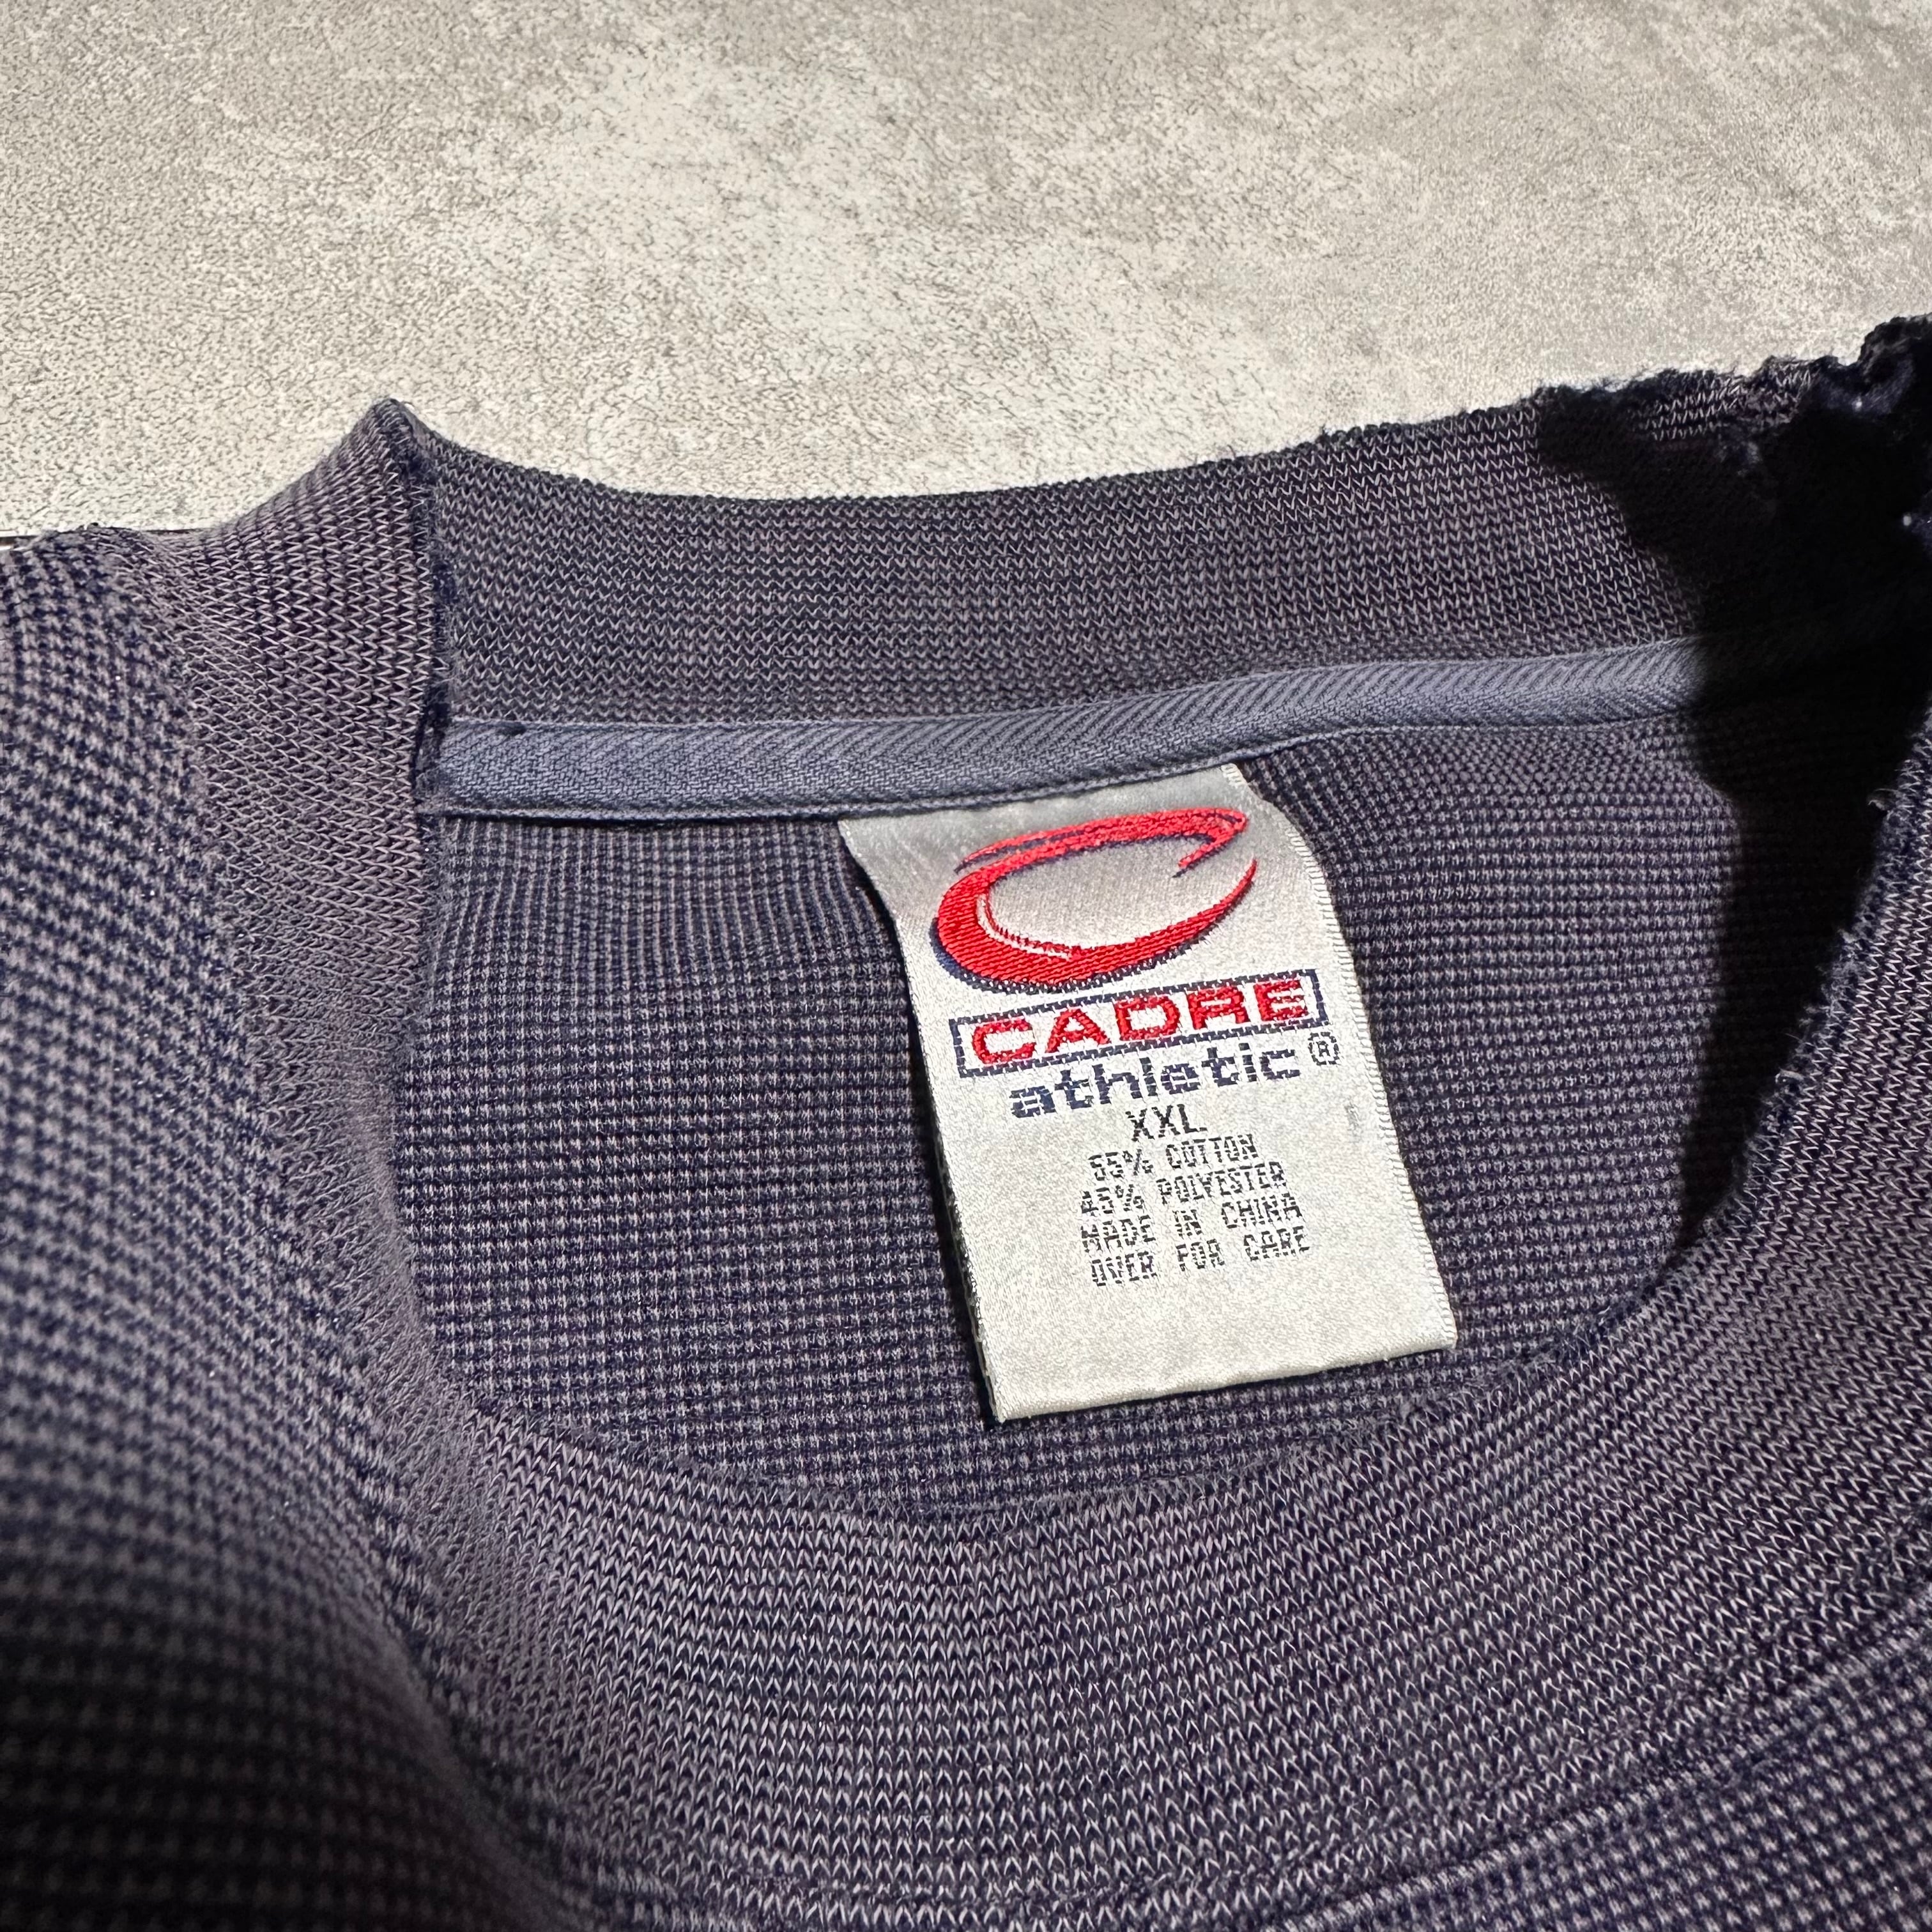 CADRE
athletic®
XXL
55% COTTON
45% POLYESTER
MADE IN CHINA
OVER FOR CARE